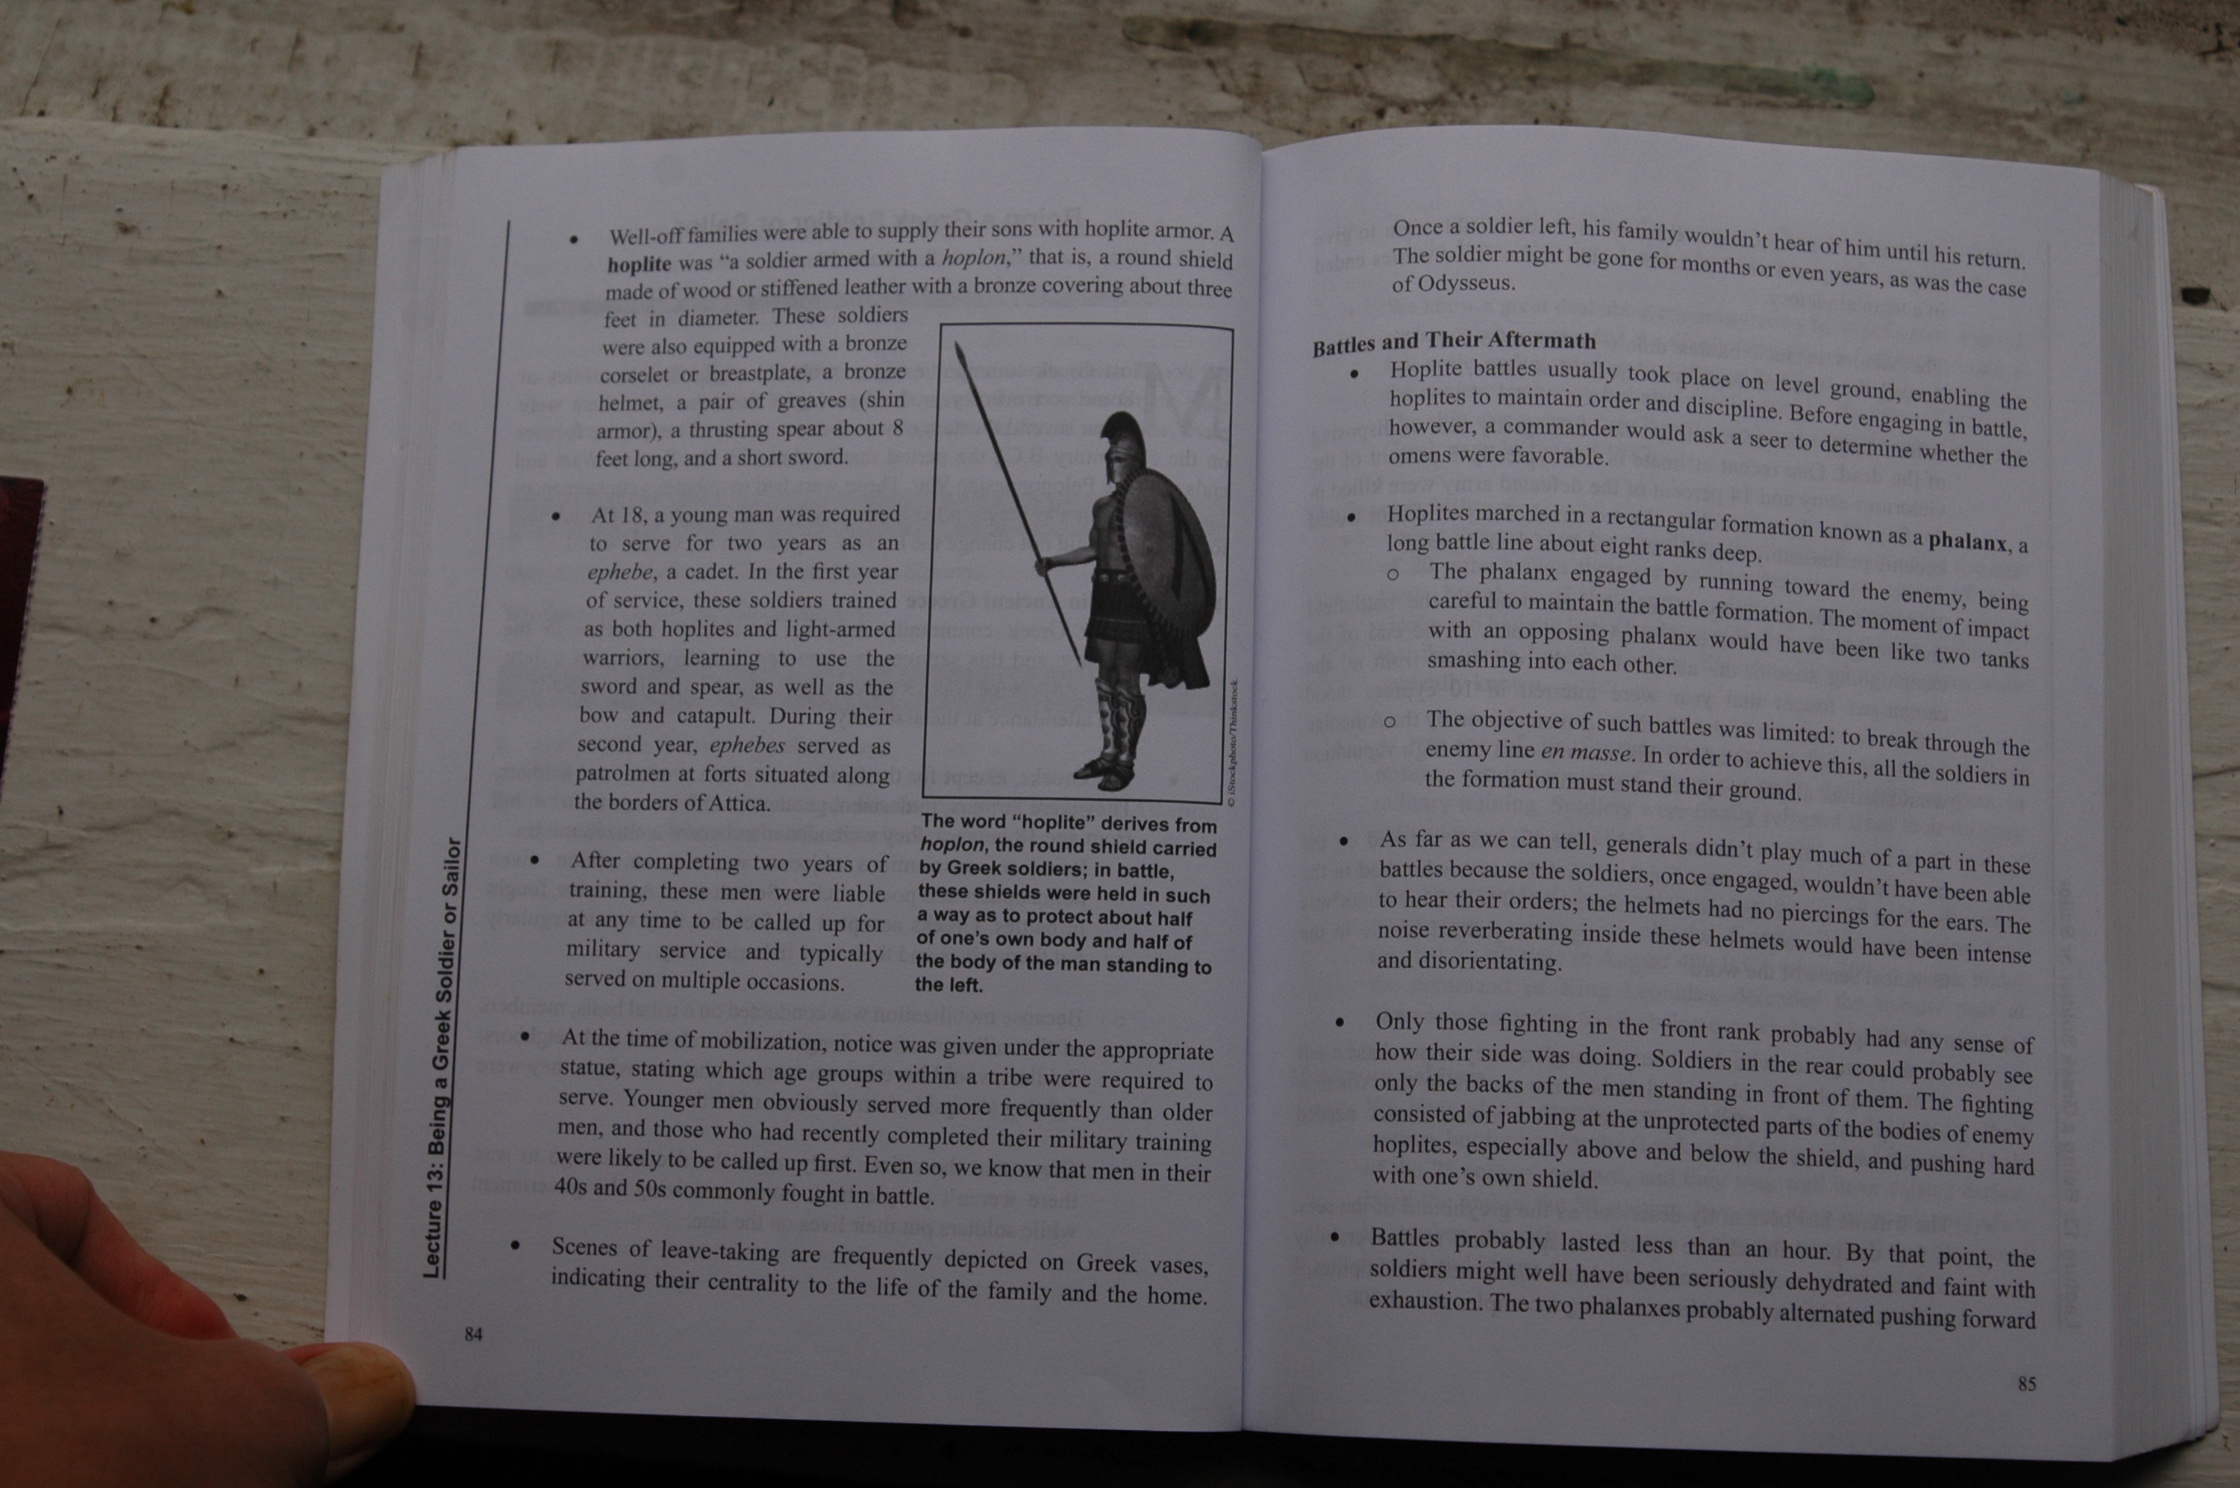 Well-off families were able to supply their sons with hoplite armor. A
hoplite was “a soldier armed with a hoplon,” that is, a round shield
made of wood or stiffened leather with a bronze covering about three
feet in diameter. These soldiers
were also equipped with a bronze
corselet or breastplate, a bronze
helmet, a pair of greaves (shin
armor), a thrusting spear about 8
feet long, and a short sword.
• At 18, a young man was required
to serve for two years as an
ephebe, a cadet. In the first year
of service, these soldiers trained
as both hoplites and light-armed
warriors, learning to use the
sword and spear, as well as the
bow and catapult. During their
second year, ephebes served as
patrolmen at forts situated along
the borders of Attica.
• After completing two years of
training, these men were liable
at any time to be called up for
military service and typically
served on multiple occasions.
© iStockphoto/Thinkstock.
The word “hoplite” derives from
hoplon, the round shield carried
by Greek soldiers; in battle,
these shields were held in such
a way as to protect about half
of one’s own body and half of
the body of the man standing to
the left.
• At the time of mobilization, notice was given under the appropriate
statue, stating which age groups within a tribe were required to
serve. Younger men obviously served more frequently than older
men, and those who had recently completed their military training
were likely to be called up first. Even so, we know that men in their
40s and 50s commonly fought in battle.
• Scenes of leave-taking are frequently depicted on Greek vases,
indicating their centrality to the life of the family and the home.
Lecture 13: Being a Greek Soldier or Sailor
84
Once a soldier left, his family wouldn’t hear of him until his return.
The soldier might be gone for months or even years, as was the case
of Odysseus.
Battles and Their Aftermath
• Hoplite battles usually took place on level ground, enabling the
hoplites to maintain order and discipline. Before engaging in battle,
however, a commander would ask a seer to determine whether the
omens were favorable.
• Hoplites marched in a rectangular formation known as a phalanx, a
long battle line about eight ranks deep.
o The phalanx engaged by running toward the enemy, being
careful to maintain the battle formation. The moment of impact
with an opposing phalanx would have been like two tanks
smashing into each other.
o The objective of such battles was limited: to break through the
enemy line en masse. In order to achieve this, all the soldiers in
the formation must stand their ground.
• As far as we can tell, generals didn’t play much of a part in these
battles because the soldiers, once engaged, wouldn’t have been able
to hear their orders; the helmets had no piercings for the ears. The
noise reverberating inside these helmets would have been intense
and disorientating.
• Only those fighting in the front rank probably had any sense of
how their side was doing. Soldiers in the rear could probably see
only the backs of the men standing in front of them. The fighting
consisted of jabbing at the unprotected parts of the bodies of enemy
hoplites, especially above and below the shield, and pushing hard
with one’s own shield.
• Battles probably lasted less than an hour. By that point, the
soldiers might well have been seriously dehydrated and faint with
exhaustion. The two phalanxes probably alternated pushing forward
85